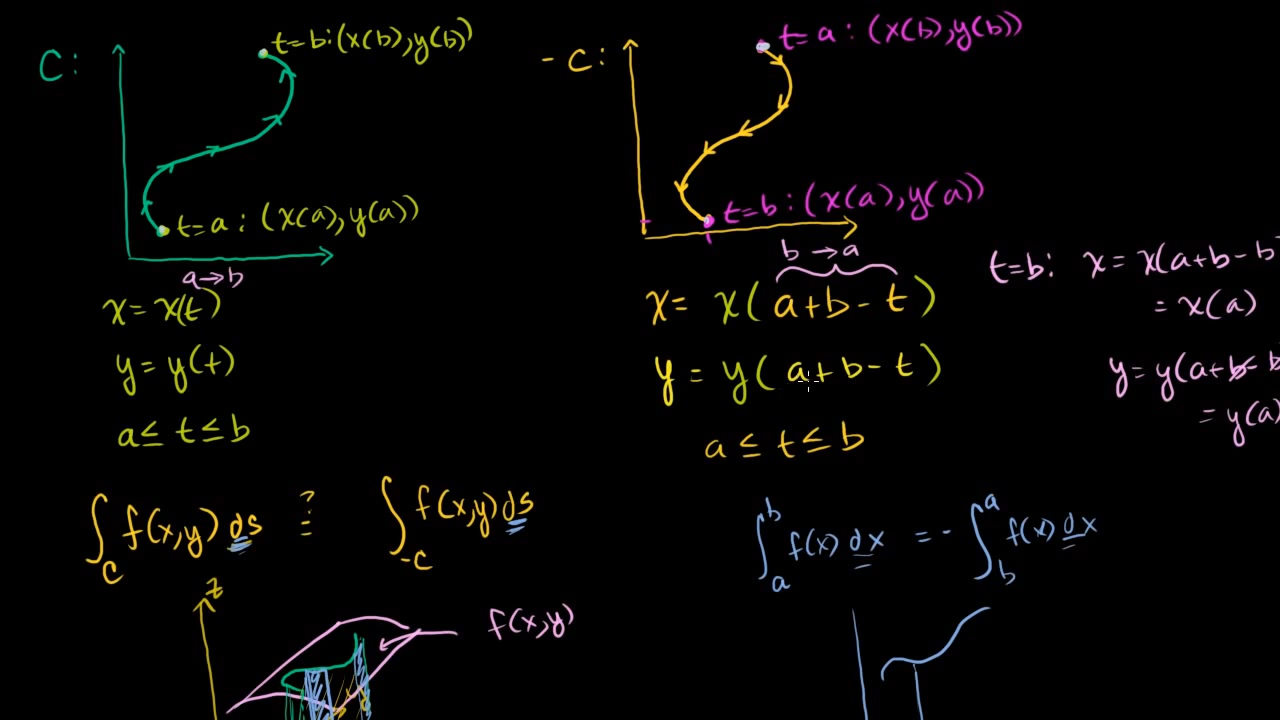 C:
t=b:(x(b),y(b))
t=a : (x(a),y(a))
a→b
x= x(t)
y = y(t)
a≤ t ≤ b
-C:
t=a : (x(b),y(b))
t=b : (x(a),y(a))
b → a
x= x( a+b - t )
y = y( a+b - t )
a ≤ t ≤ b
t=b: x= x(a+b-b
= x(a)
y= y(a+b-b
= y(a)
∫_C f(x,y) ds ≟ ∫_{-C} f(x,y) ds
∫_a^b f(x) dx = - ∫_b^a f(x) dx
z
f(x,y)